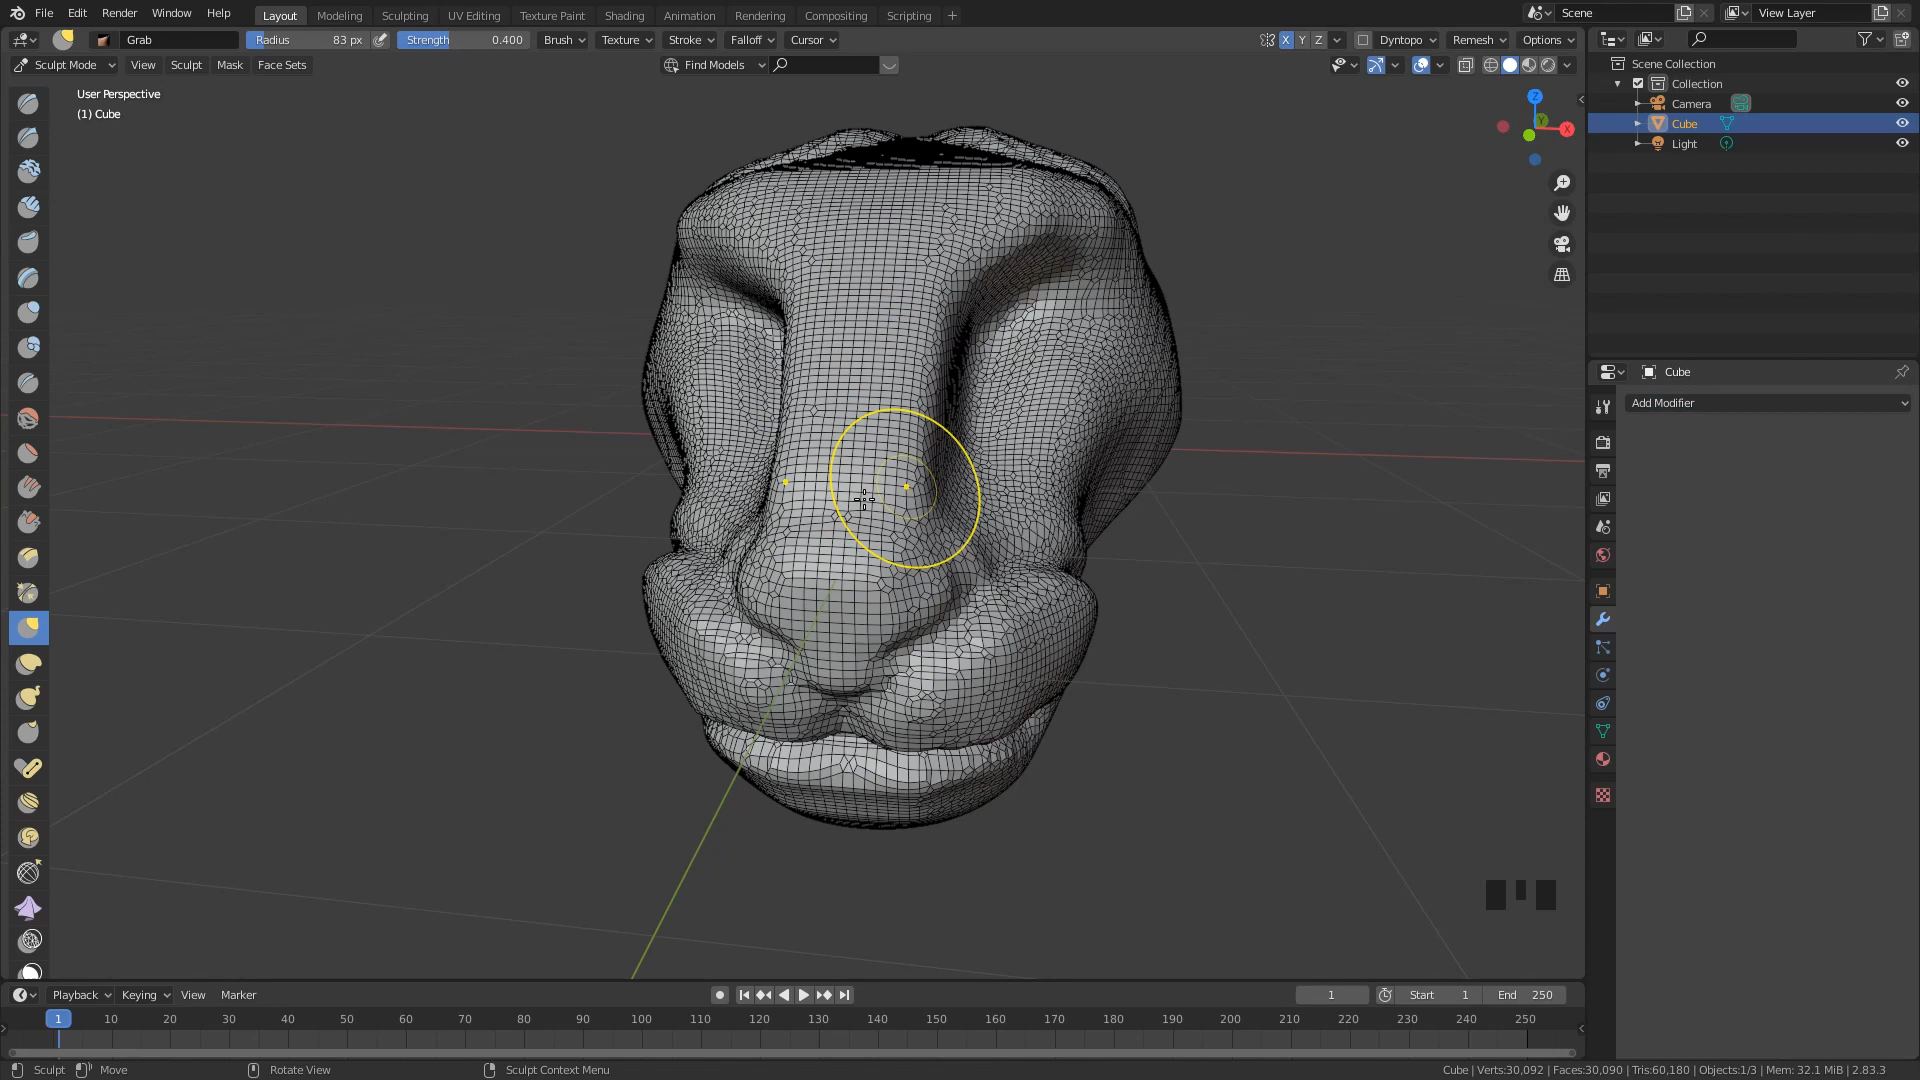 File Edit Render Window Help Layout Modeling Sculpting UV Editing Texture Paint Shading Animation Rendering Compositing Scripting + Scene View Layer
Grab Radius 83 px Strength 0.400 Brush Texture Stroke Falloff Cursor X Y Z Dyntopo Remesh Options
Sculpt Mode View Sculpt Mask Face Sets Find Models
User Perspective
(1) Cube
Z
Y
X
Scene Collection
Collection
Camera
Cube
Light
Cube
Add Modifier
Playback Keying View Marker 1 Start 1 End 250
1 10 20 30 40 50 60 70 80 90 100 110 120 130 140 150 160 170 180 190 200 210 220 230 240 250
Sculpt Move Rotate View Sculpt Context Menu Cube | Verts:30,092 | Faces:30,090 | Tris:60,180 | Objects:1/3 | Mem: 32.1 MiB | 2.83.3